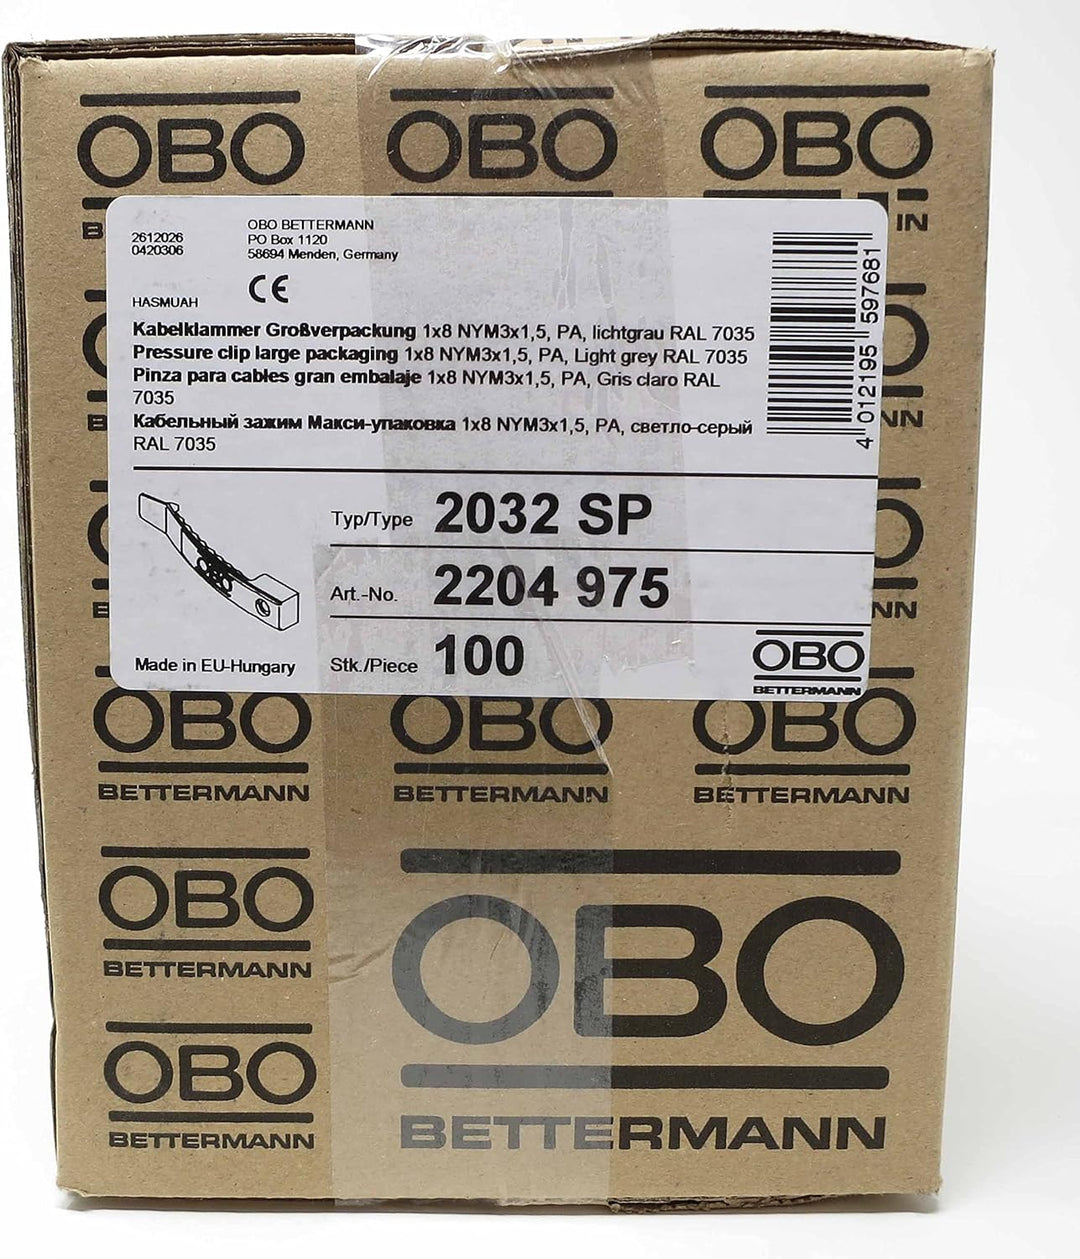 OBO
OBO
OBO
IN
2612026
0420306
OBO BETTERMANN
PO Box 1120
58694 Menden, Germany
CE
HASMUAH
Kabelklammer Großverpackung 1x8 NYM3x1,5, PA, lichtgrau RAL 7035
Pressure clip large packaging 1x8 NYM3x1,5, PA, Light grey RAL 7035
Pinza para cables gran embalaje 1x8 NYM3x1,5, PA, Gris claro RAL
7035
Кабельный зажим Макси-упаковка 1x8 NYM3x1,5, PA, светло-серый
RAL 7035
4 012195 597681
NN
OBO
Typ/Type 2032 SP
Art.-No. 2204 975
Stk./Piece 100
Made in EU-Hungary
OBO
BETTERMANN
NN
OBO
BETTERMANN
OBO
BETTERMANN
OBO
BETTERMANN
OBO
BETTERMANN
OBO
BETTERMANN
OBO
BETTERMANN